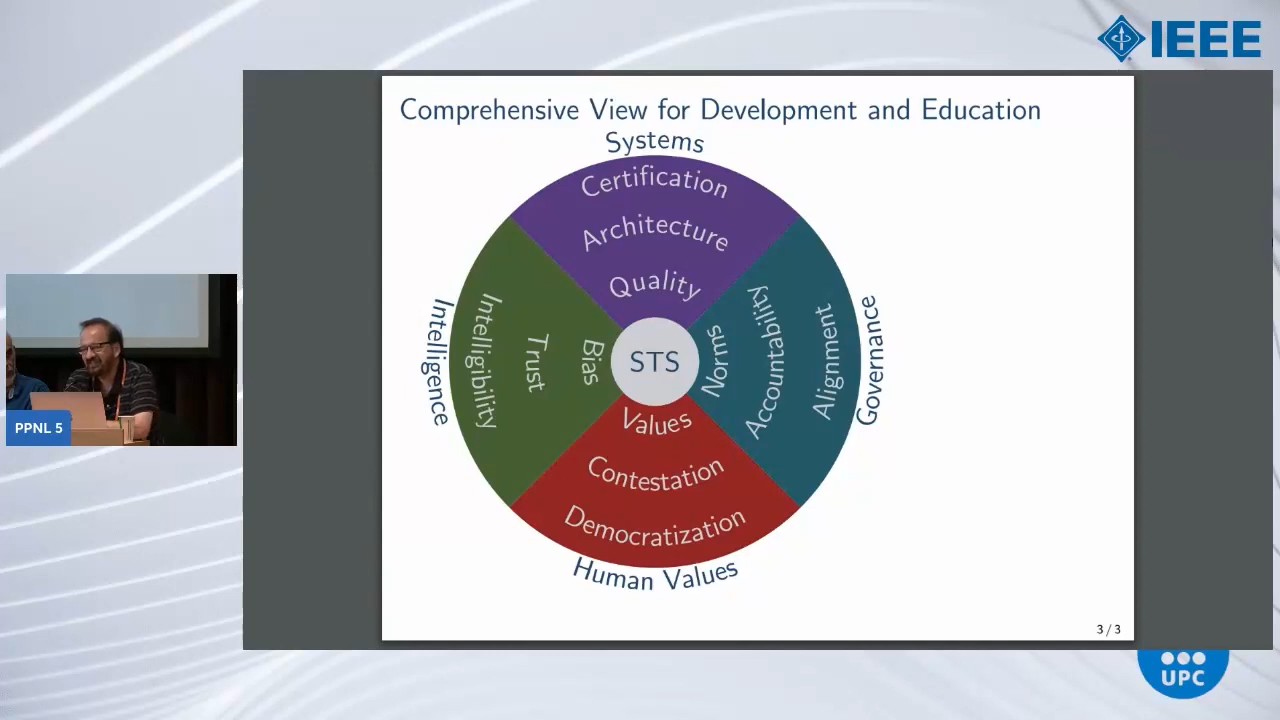 IEEE
Comprehensive View for Development and Education
Systems
Certification
Architecture
Quality
Intelligence
Intelligibility
Trust
Bias
STS
Norms
Accountability
Alignment
Governance
Values
Contestation
Democratization
Human Values
PPNL 5
3 / 3
UPC